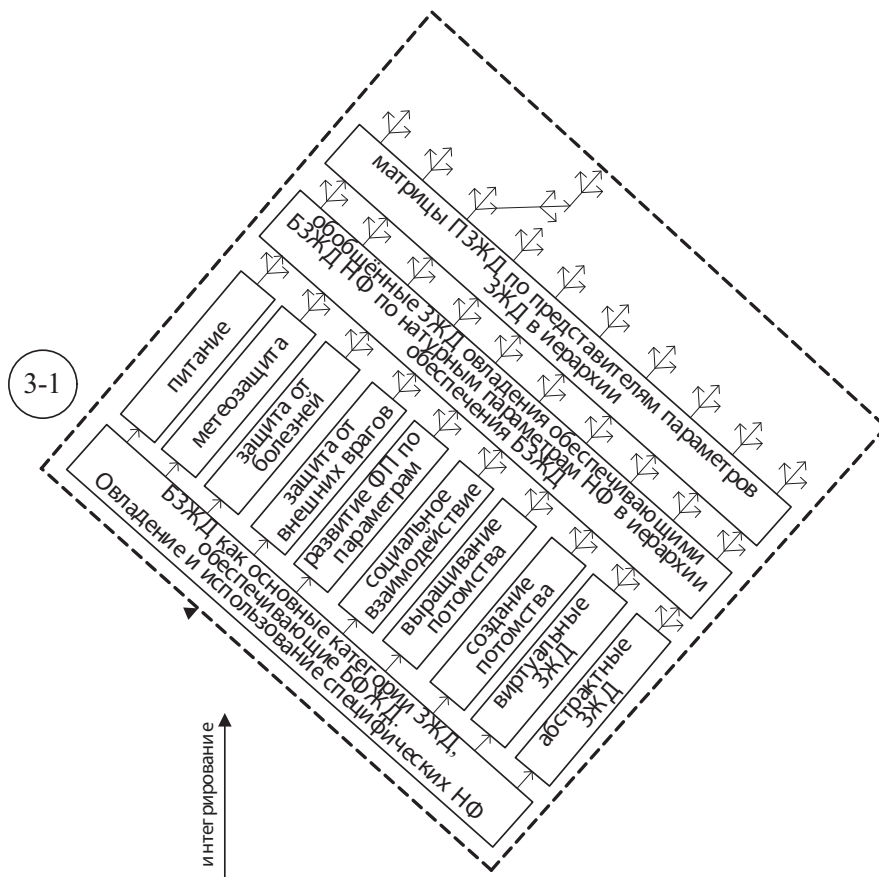 3-1
БЗЖД как основные категории ЗЖД,
обеспечивающие БФЖД.
Овладение и использование специфических НФ
питание
метеозащита
защита от
болезней
защита от
внешних врагов
развитие ФП по
параметрам
социальное
взаимодействие
выращивание
потомства
создание
потомства
виртуальные
ЗЖД
абстрактные
ЗЖД
обобщённые ЗЖД овладения обеспечивающими
БЗЖД НФ по натурным параметрам НФ в иерархии
обеспечения БЗЖД
матрицы ПЗЖД по представителям параметров
ЗЖД в иерархии
интегрирование